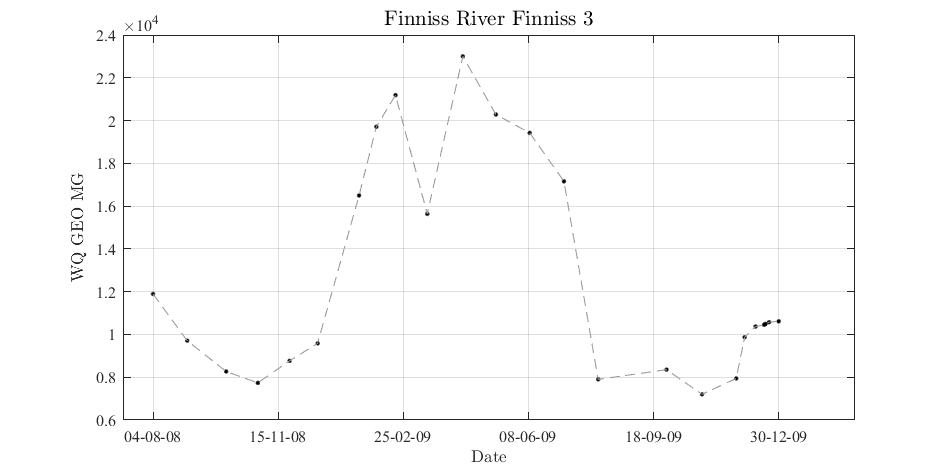 Finniss River Finniss 3
×10⁴
2.4
2.2
2
1.8
1.6
1.4
1.2
1
0.8
0.6
WQ GEO MG
04-08-08 15-11-08 25-02-09 08-06-09 18-09-09 30-12-09
Date